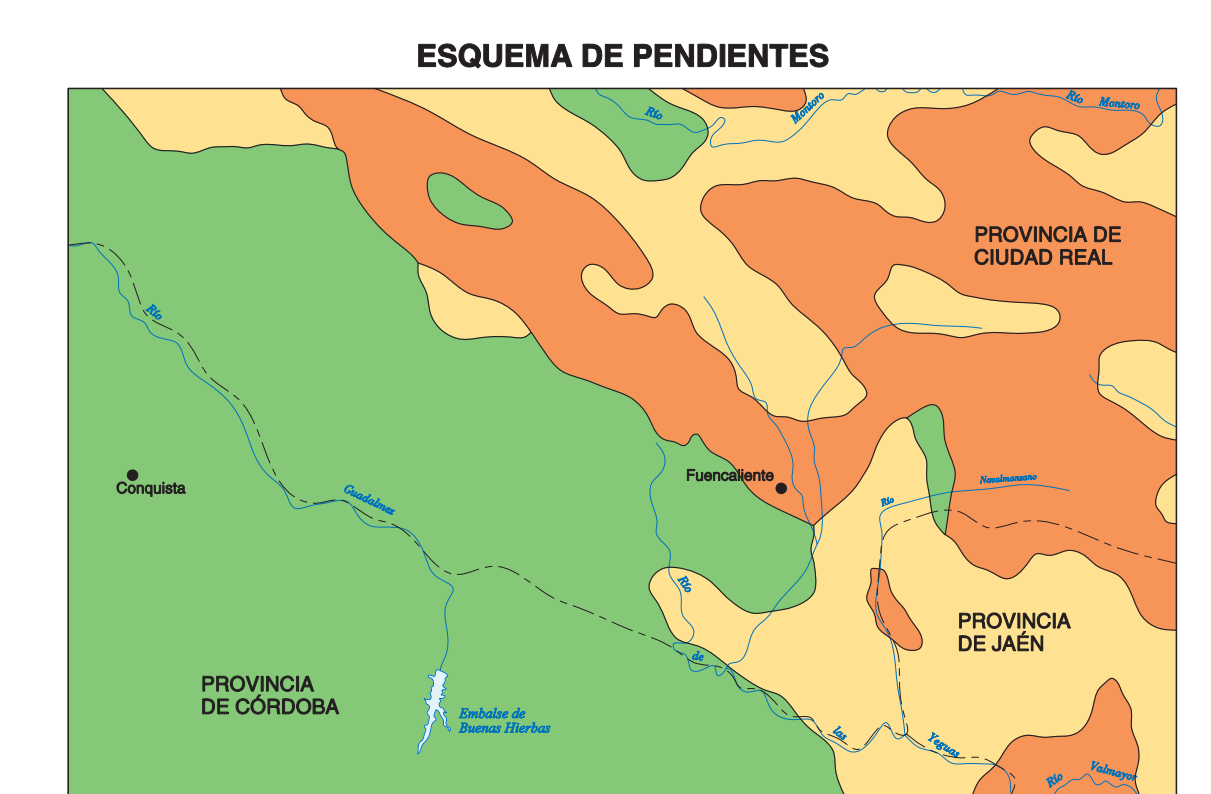 ESQUEMA DE PENDIENTES
Río
Montoro
Río
Montoro
PROVINCIA DE
CIUDAD REAL
Río
Fuencaliente
Conquista
Guadalmez
Río
Navalmanzano
Río
PROVINCIA
DE JAÉN
de
PROVINCIA
DE CÓRDOBA
Embalse de
Buenas Hierbas
las
Yeguas
Río
Valmayor